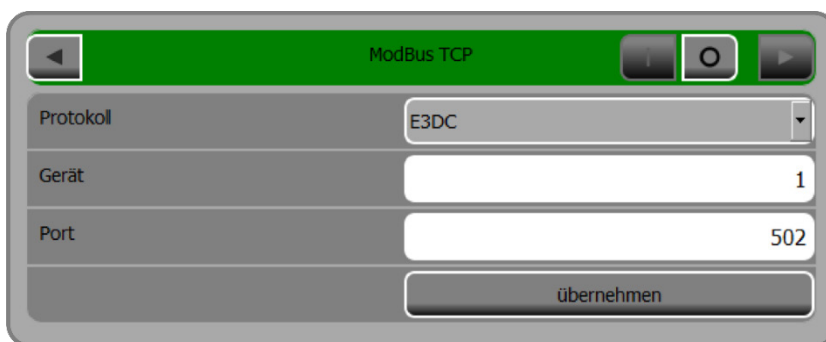 ModBus TCP
I O
Protokoll E3DC
Gerät 1
Port 502
übernehmen